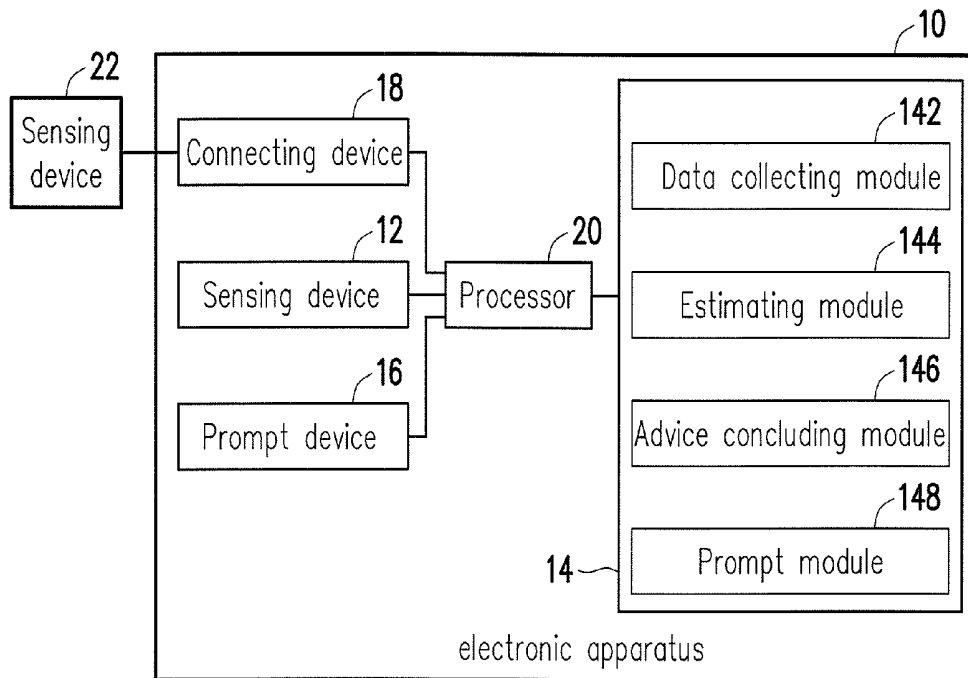 10
22
Sensing
device
18
Connecting device
12
Sensing device
16
Prompt device
20
Processor
142
Data collecting module
144
Estimating module
146
Advice concluding module
148
Prompt module
14
electronic apparatus